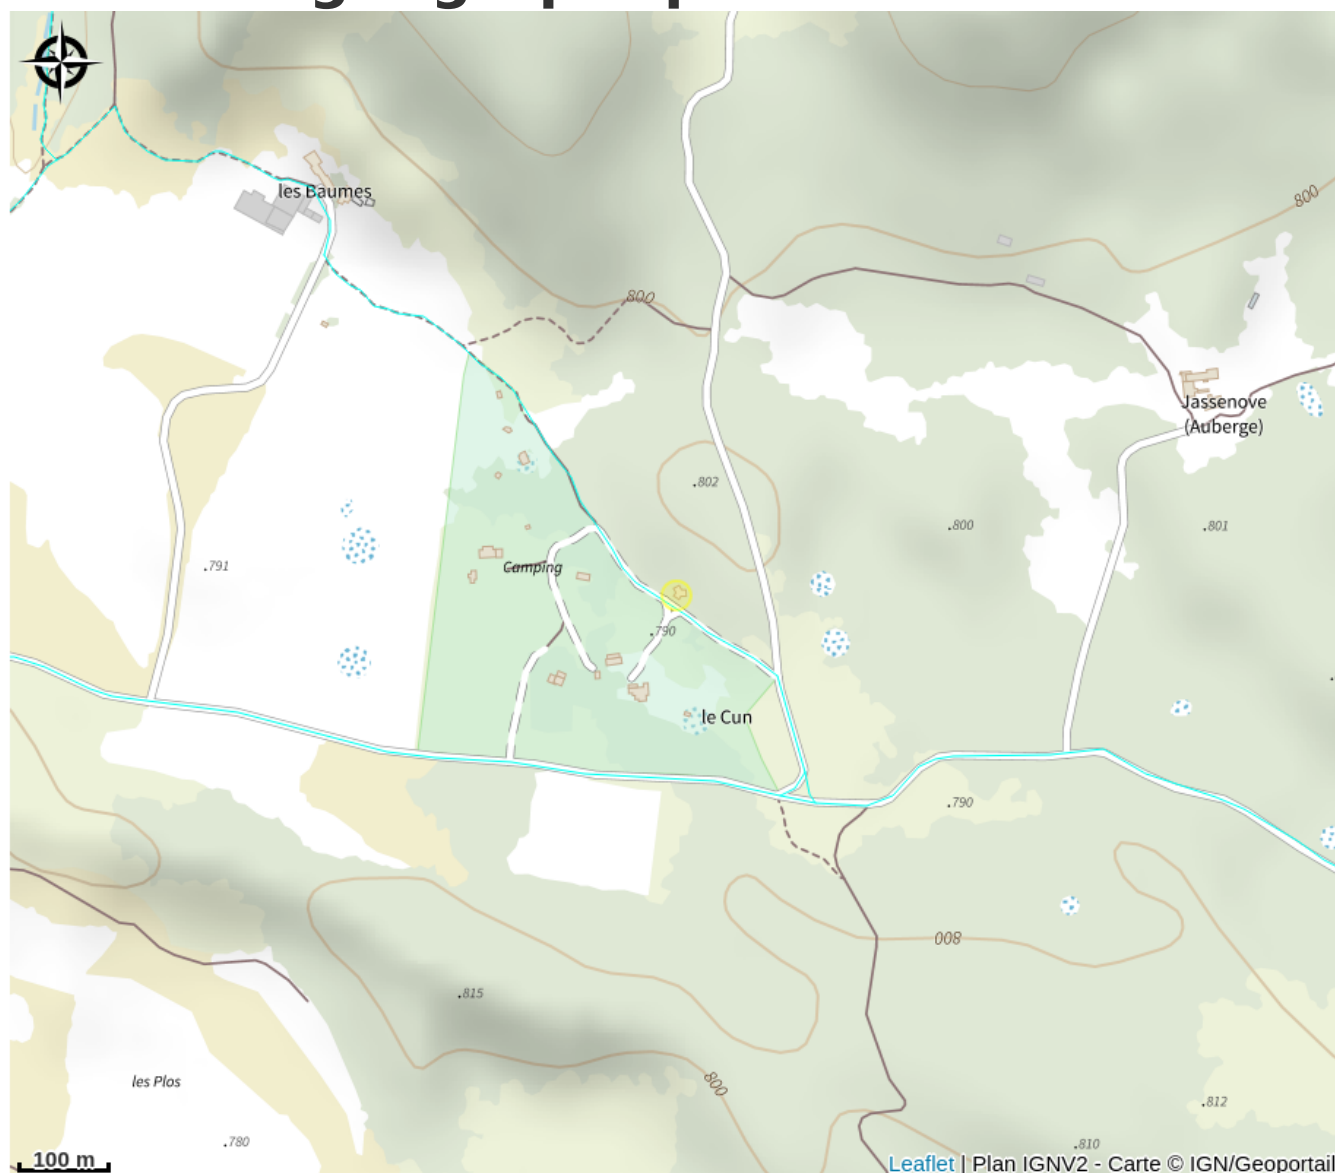 les Baumes
800
800
Jassenove
(Auberge)
.802
.800
.801
.791
Camping
.790
le Cun
.790
800
.815
les Plos
800
.812
.780
.810
100 m
Leaflet | Plan IGNV2 - Carte © IGN/Geoportail